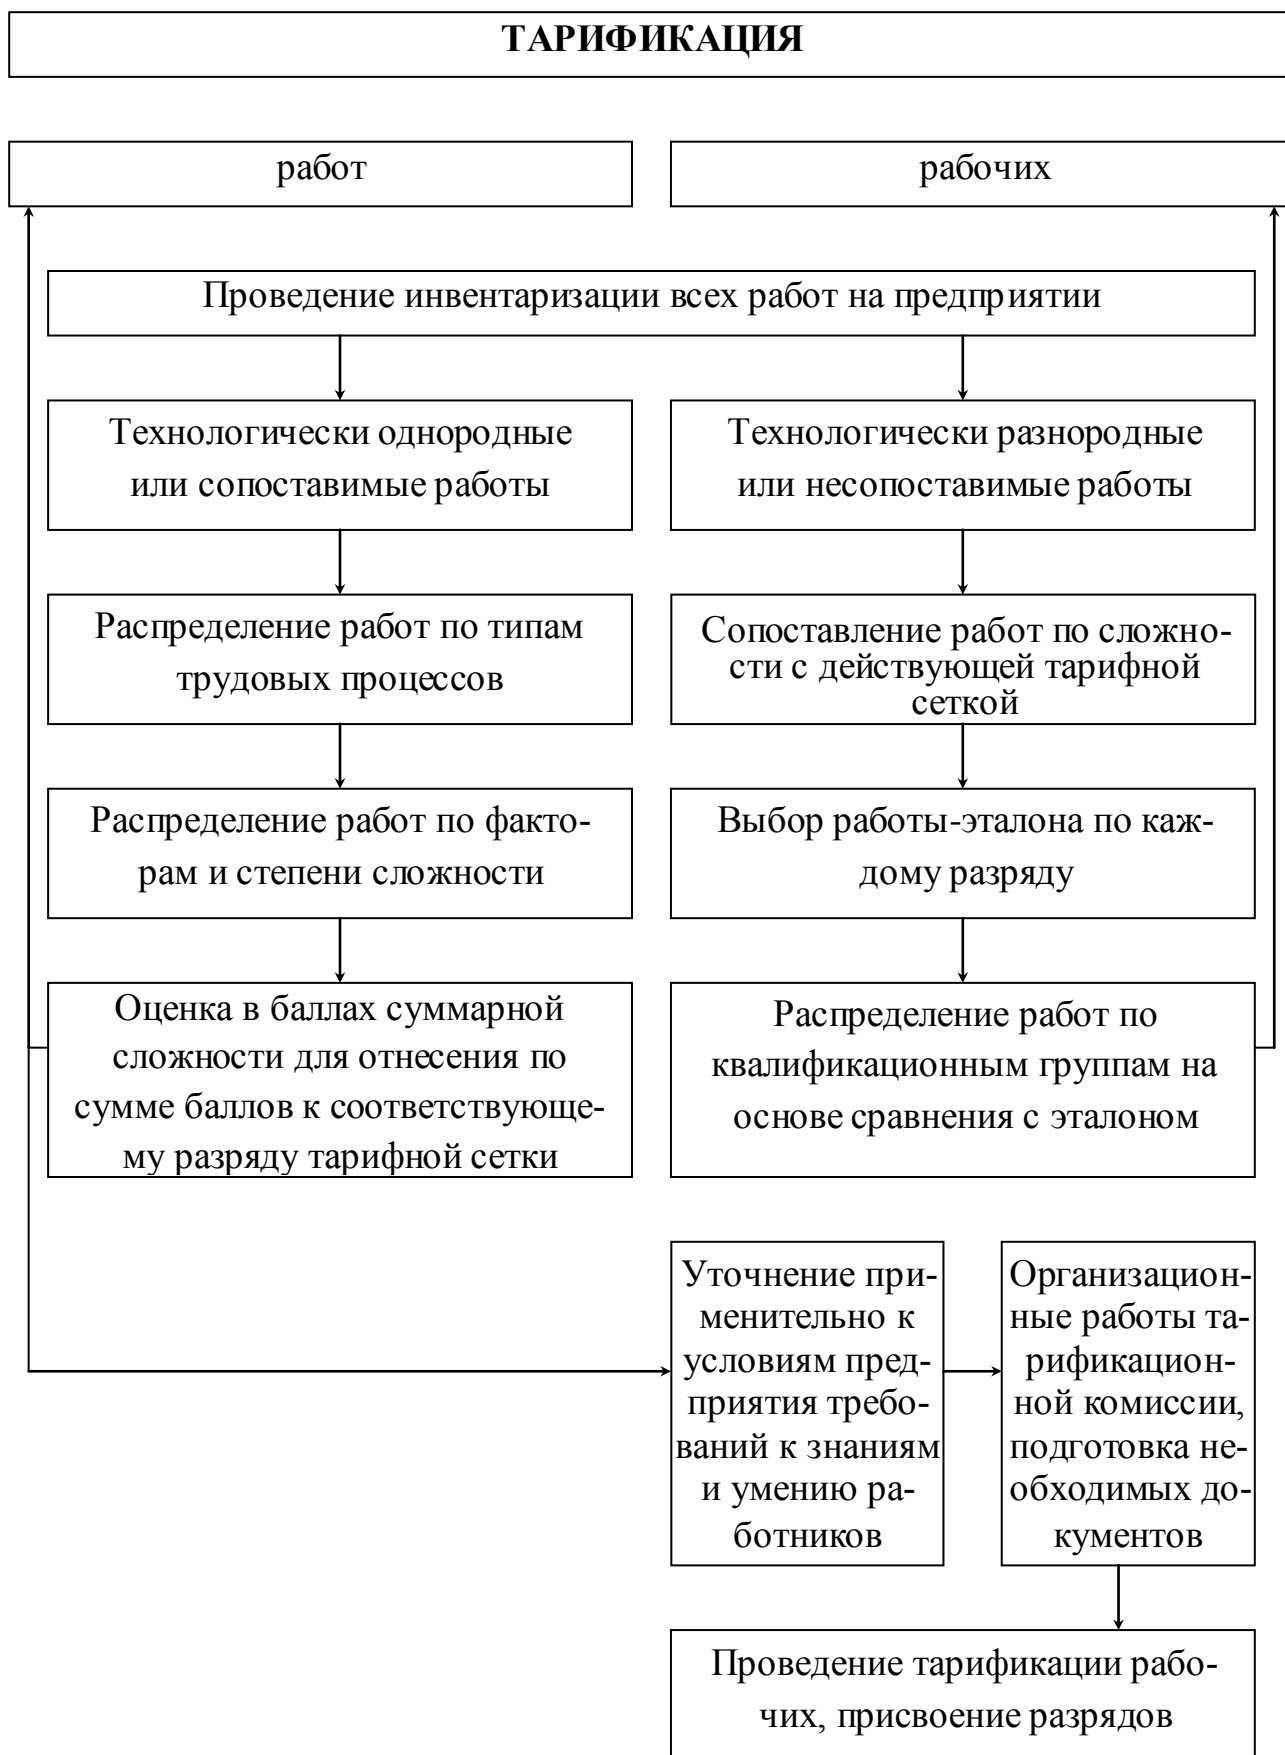 ТАРИФИКАЦИЯ
работ
рабочих
Проведение инвентаризации всех работ на предприятии
Технологически однородные
или сопоставимые работы
Технологически разнородные
или несопоставимые работы
Распределение работ по типам
трудовых процессов
Сопоставление работ по сложно-
сти с действующей тарифной
сеткой
Распределение работ по факто-
рам и степени сложности
Выбор работы-эталона по каж-
дому разряду
Оценка в баллах суммарной
сложности для отнесения по
сумме баллов к соответствующе-
му разряду тарифной сетки
Распределение работ по
квалификационным группам на
основе сравнения с эталоном
Уточнение при-
менительно к
условиям пред-
приятия требо-
ваний к знаниям
и умению ра-
ботников
Организацион-
ные работы та-
рификацион-
ной комиссии,
подготовка не-
обходимых до-
кументов
Проведение тарификации рабо-
чих, присвоение разрядов